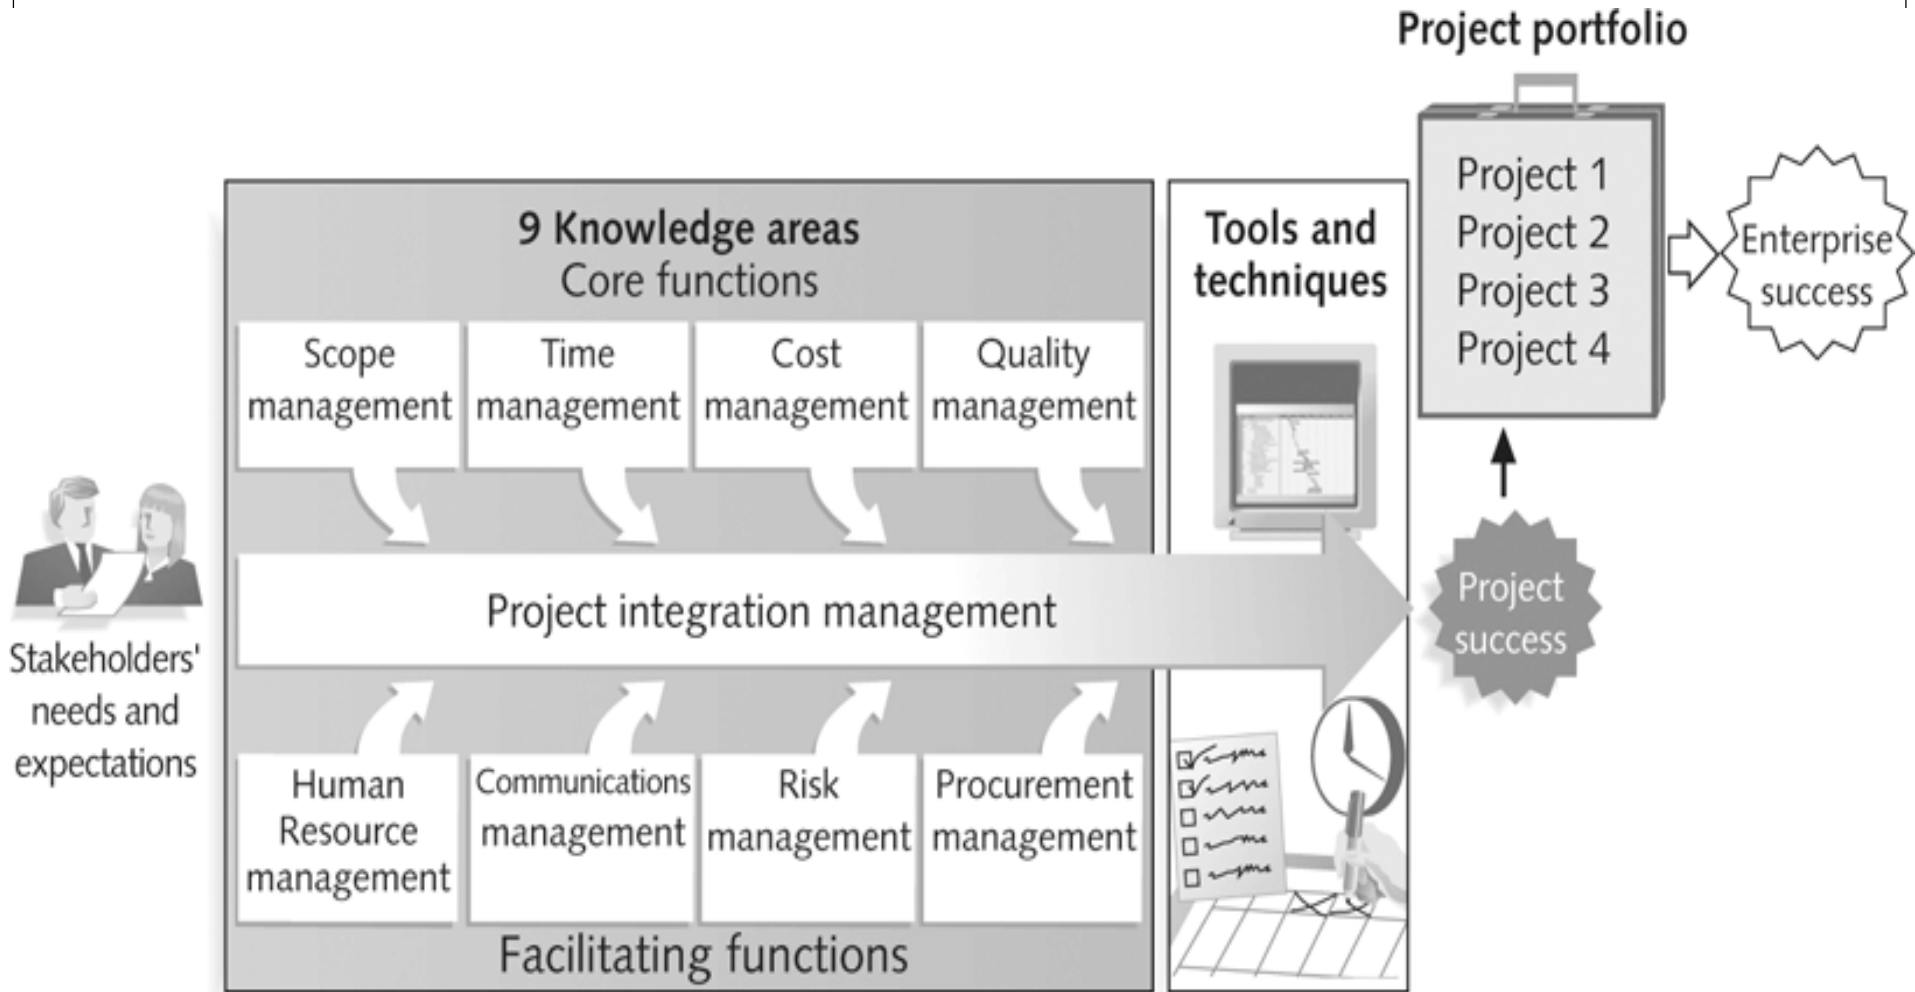 Project portfolio
Project 1
Project 2
Project 3
Project 4
Enterprise
success
9 Knowledge areas
Core functions
Tools and
techniques
Scope
management
Time
management
Cost
management
Quality
management
Stakeholders'
needs and
expectations
Project integration management
Project
success
Human
Resource
management
Communications
management
Risk
management
Procurement
management
Facilitating functions